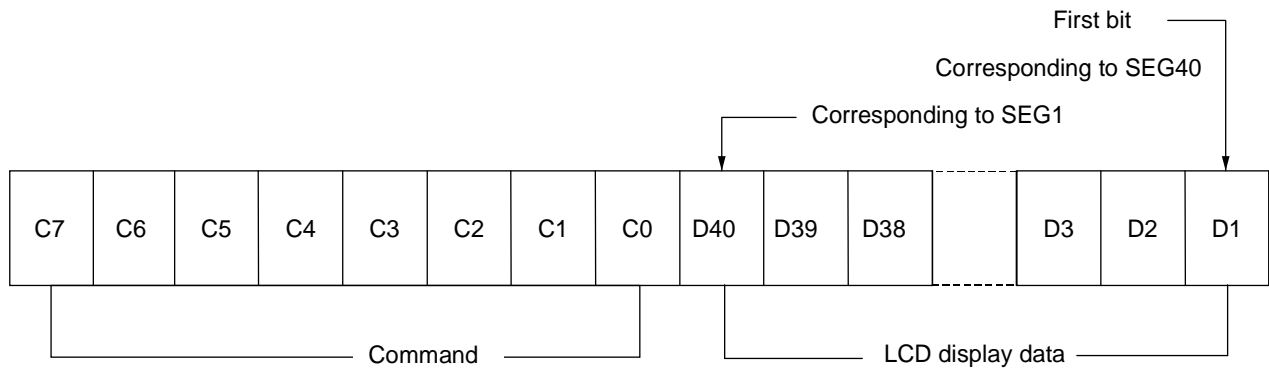 First bit
Corresponding to SEG40
Corresponding to SEG1
C7 C6 C5 C4 C3 C2 C1 C0 D40 D39 D38 D3 D2 D1
Command
LCD display data